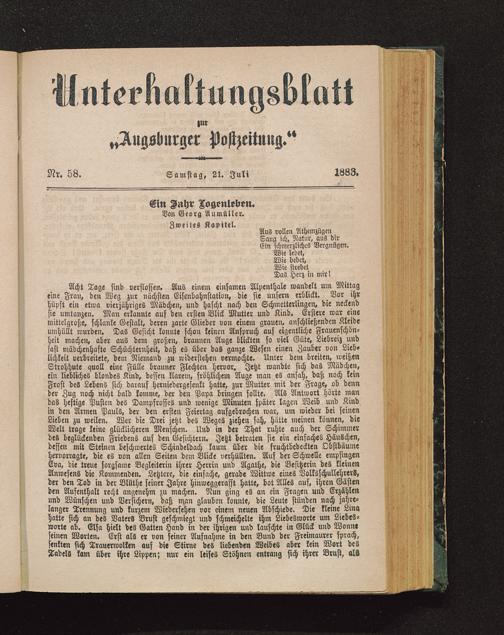 Unterhaltungsblatt
zur
„Augsburger Postzeitung.“
Nr. 58. Samstag, 21. Juli 1883.
Ein Jahr Logenleben.
Von Georg Aumüller.
Zweites Kapitel.
Aus vollen Athemzügen
Sang ich, Natur, aus dir
Ein schmerzliches Vergnügen.
Wie lebet,
Wie bebet,
Wie strebet
Das Herz in mir!
Acht Tage sind verflossen. Aus einem einsamen Alpenthale wandelt um Mittag
eine Frau, den Weg zur nächsten Eisenbahnstation, die sie unfern erblickt. Vor ihr
hüpft ein etwa vierjähriges Mädchen, und hascht nach den Schmetterlingen, die neckend
sie umtanzen. Man erkannte auf den ersten Blick Mutter und Kind. Erstere war eine
mittelgroße, schlanke Gestalt, deren zarte Glieder von einem grauen, anschließenden Kleide
umhüllt wurden. Das Gesicht konnte schon keinen Anspruch auf eigentliche Frauenschön-
heit machen, aber aus dem großen, braunen Auge blickten so viel Güte, Liebreiz und
fast mädchenhafte Schüchternheit, daß es über das ganze Wesen einen Zauber von Lieb-
lichkeit verbreitete, dem Niemand zu widerstehen vermochte. Unter dem breiten, weißen
Strohhute quoll eine Fülle brauner Flechten hervor. Jetzt wandte sich das Mädchen,
ein liebliches blondes Kind, dessen klarem, fröhlichem Auge man es ansah, daß noch kein
Frost des Lebens sich darauf herniedergesenkt hatte, zur Mutter mit der Frage, ob denn
der Zug noch nicht bald komme, der den Papa bringen sollte. Als Antwort hörte man
das heftige Pusten des Dampfrosses und wenige Minuten später lagen Weib und Kind
in den Armen Pauls, der den ersten Feiertag aufgebrochen war, um wieder bei seinen
Lieben zu weilen. Wer die Drei jetzt des Weges ziehen sah, hätte meinen können, die
Welt trage keine glücklicheren Menschen. Und in der That ruhte auch der Schimmer
des beglückenden Friedens auf den Gesichtern. Jetzt betraten sie ein einfaches Häuschen,
dessen mit Steinen beschwertes Schindeldach kaum über die fruchtbedeckten Obstbäume
hervorragte, die es von allen Seiten dem Blicke verhüllten. Auf der Schwelle empfingen
Eva, die treue sorgsame Begleiterin ihrer Herrin und Agathe, die Besitzerin des kleinen
Anwesens die Kommenden. Letztere, die einfache, gerade Witwe eines Volksschullehrers,
der den Tod in der Blüthe seiner Jahre hinweggerafft hatte, bot Alles auf, ihren Gästen
den Aufenthalt recht angenehm zu machen. Nun ging es an ein Fragen und Erzählen
und Wünschen und Versichern, daß man glauben konnte, die Leute stünden nach jahre-
langer Trennung und kurzem Wiedersehen vor einem neuen Abschiede. Die kleine Lina
hatte sich an des Vaters Brust geschmiegt und schmeichelte ihm Liebesworte um Liebes-
worte ab. Elsa hielt des Gatten Hand in der ihrigen und lauschte in Glück und Wonne
seinen Worten. Erst als er von seiner Aufnahme in den Bund der Freimaurer sprach,
senkten sich Trauerwolken auf die Stirne des liebenden Weibes aber kein Wort des
Tadels kam über ihre Lippen; nur ein leises Stöhnen entrang sich ihrer Brust, als